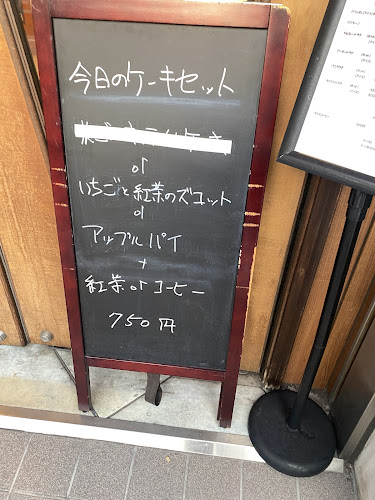 今日のケーキセット
or
いちごと紅茶のズコット
or
アップルパイ
+
紅茶 or コーヒー
750円